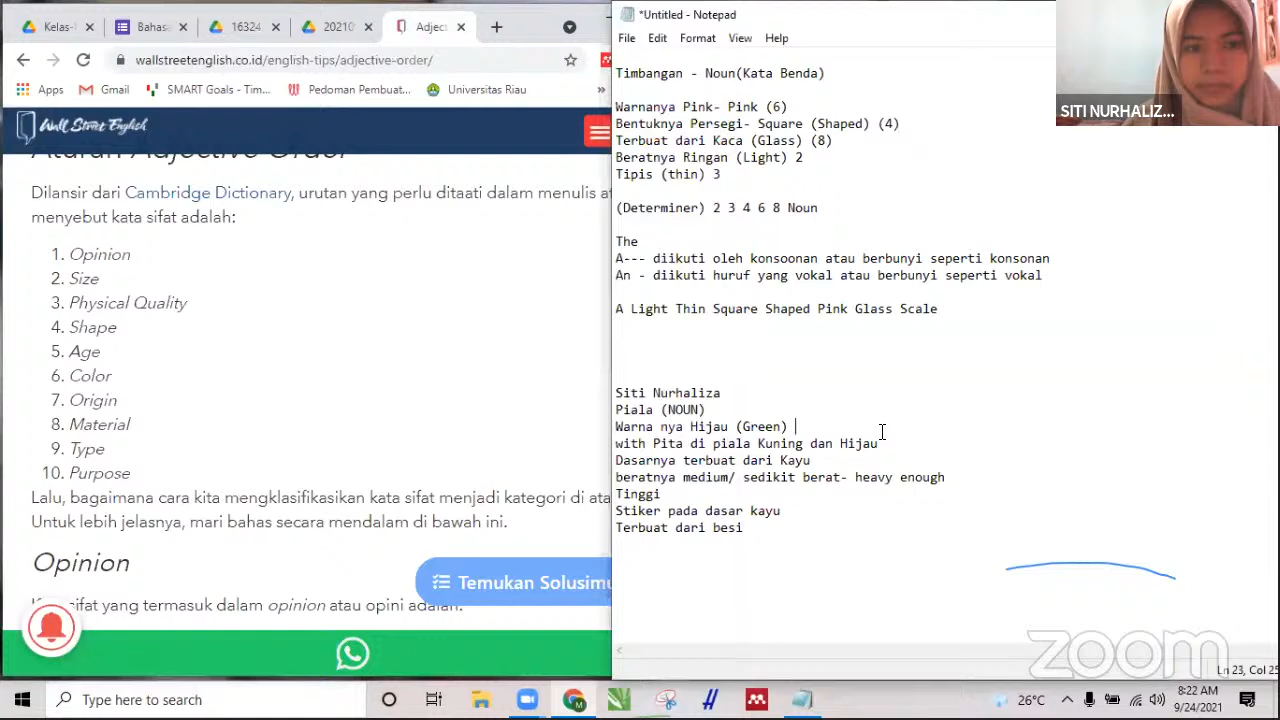 Kelas-
Bahas
16324
20210
Adjec
wallstreetenglish.co.id/english-tips/adjective-order/
Apps
Gmail
SMART Goals - Tim...
Pedoman Pembuat...
Universitas Riau
»
Wall Street English
Aturan Adjective Order
Dilansir dari Cambridge Dictionary, urutan yang perlu ditaati dalam menulis
menyebut kata sifat adalah:
1. Opinion
2. Size
3. Physical Quality
4. Shape
5. Age
6. Color
7. Origin
8. Material
9. Type
10. Purpose
Lalu, bagaimana cara kita mengklasifikasikan kata sifat menjadi kategori di
Untuk lebih jelasnya, mari bahas secara mendalam di bawah ini.
Opinion
sifat yang termasuk dalam opinion atau opini adalah:
Temukan Solusimu
*Untitled - Notepad
File Edit Format View Help
Timbangan - Noun(Kata Benda)
Warnanya Pink- Pink (6)
Bentuknya Persegi- Square (Shaped) (4)
Terbuat dari Kaca (Glass) (8)
Beratnya Ringan (Light) 2
Tipis (thin) 3
(Determiner) 2 3 4 6 8 Noun
The
A--- diikuti oleh konsoonan atau berbunyi seperti konsonan
An - diikuti huruf yang vokal atau berbunyi seperti vokal
A Light Thin Square Shaped Pink Glass Scale
Siti Nurhaliza
Piala (NOUN)
Warna nya Hijau (Green)
with Pita di piala Kuning dan Hijau
Dasarnya terbuat dari Kayu
beratnya medium/ sedikit berat- heavy enough
Tinggi
Stiker pada dasar kayu
Terbuat dari besi
Ln 23, Col 25
SITI NURHALIZ...
zoom
Type here to search
26°C
8:22 AM
9/24/2021